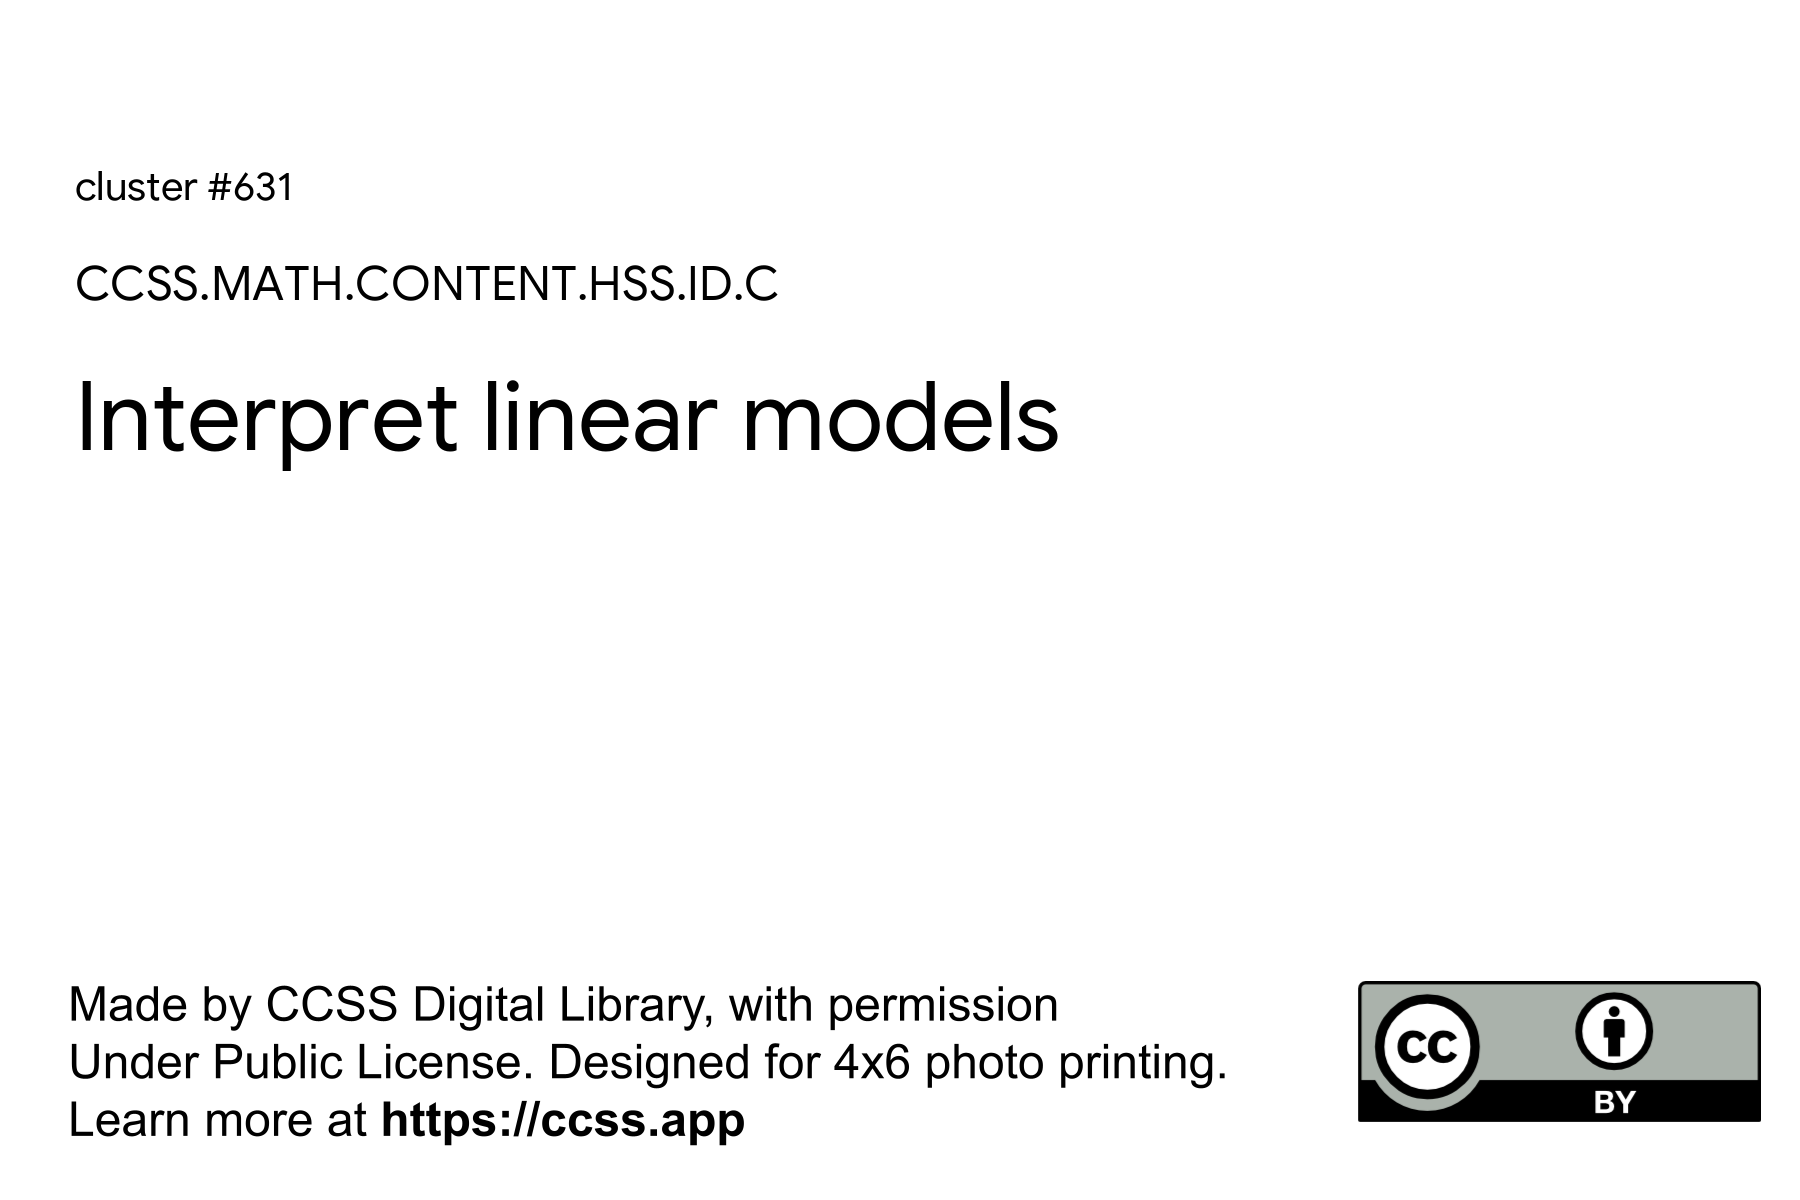 cluster #631
CCSS.MATH.CONTENT.HSS.ID.C
Interpret linear models
Made by CCSS Digital Library, with permission
Under Public License. Designed for 4x6 photo printing.
Learn more at https://ccss.app
CC
BY